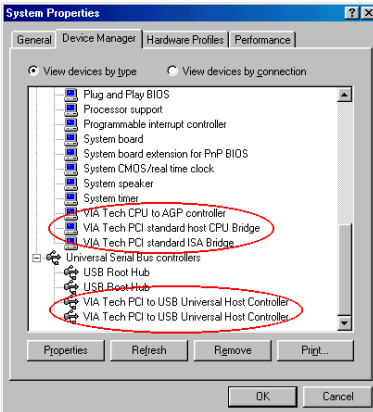 System Properties
General Device Manager Hardware Profiles Performance
View devices by type View devices by connection
Plug and Play BIOS
Processor support
Programmable interrupt controller
System board
System board extension for PnP BIOS
System CMOS/real time clock
System speaker
System timer
VIA Tech CPU to AGP controller
VIA Tech PCI standard host CPU Bridge
VIA Tech PCI standard ISA Bridge
Universal Serial Bus controllers
USB Root Hub
USB Root Hub
VIA Tech PCI to USB Universal Host Controller
VIA Tech PCI to USB Universal Host Controller
Properties Refresh Remove Print...
OK Cancel